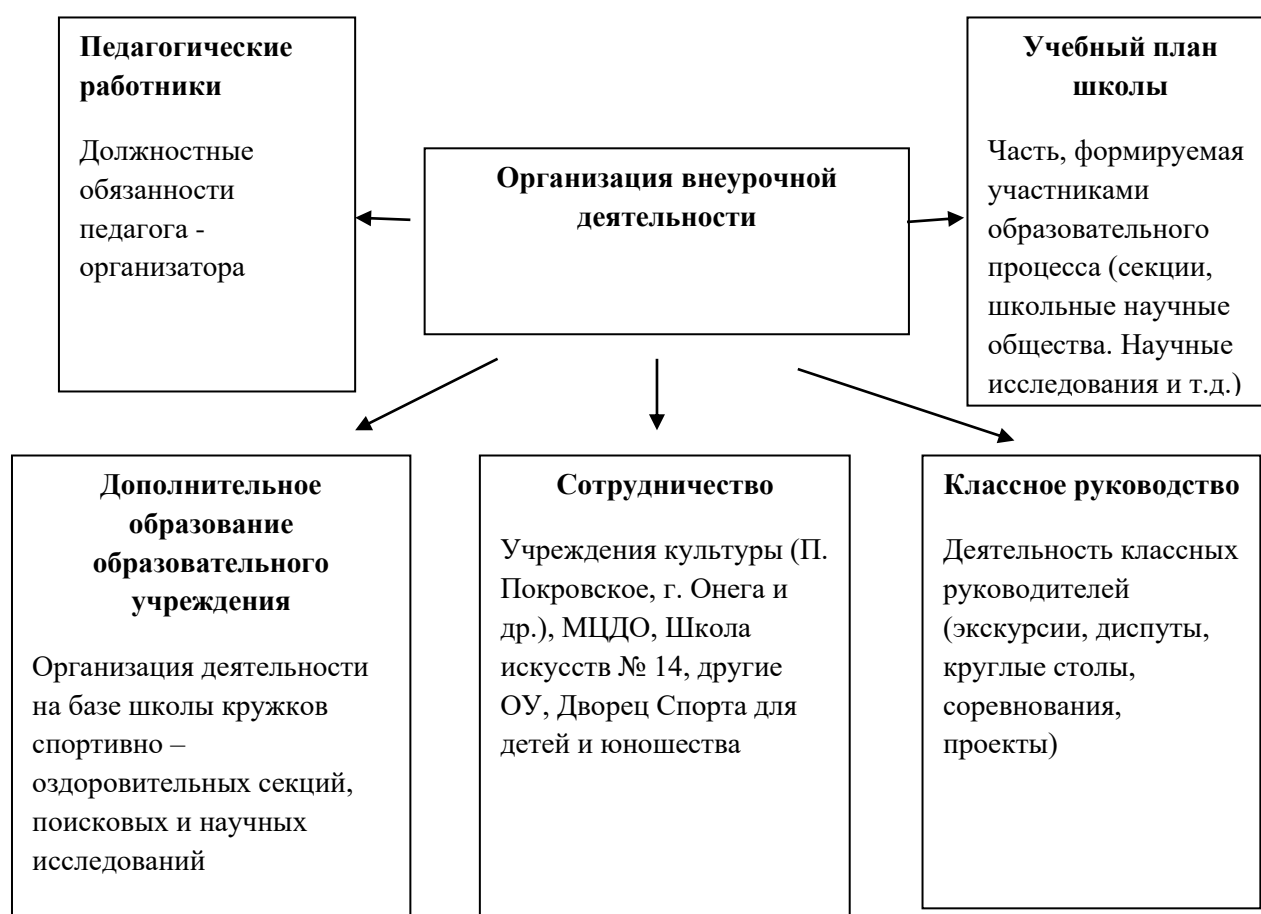 Педагогические
работники
Должностные
обязанности
педагога -
организатора
Организация внеурочной
деятельности
Учебный план
школы
Часть, формируемая
участниками
образовательного
процесса (секции,
школьные научные
общества. Научные
исследования и т.д.)
Дополнительное
образование
образовательного
учреждения
Организация деятельности
на базе школы кружков
спортивно –
оздоровительных секций,
поисковых и научных
исследований
Сотрудничество
Учреждения культуры (П.
Покровское, г. Онега и
др.), МЦДО, Школа
искусств № 14, другие
ОУ, Дворец Спорта для
детей и юношества
Классное руководство
Деятельность классных
руководителей
(экскурсии, диспуты,
круглые столы,
соревнования,
проекты)